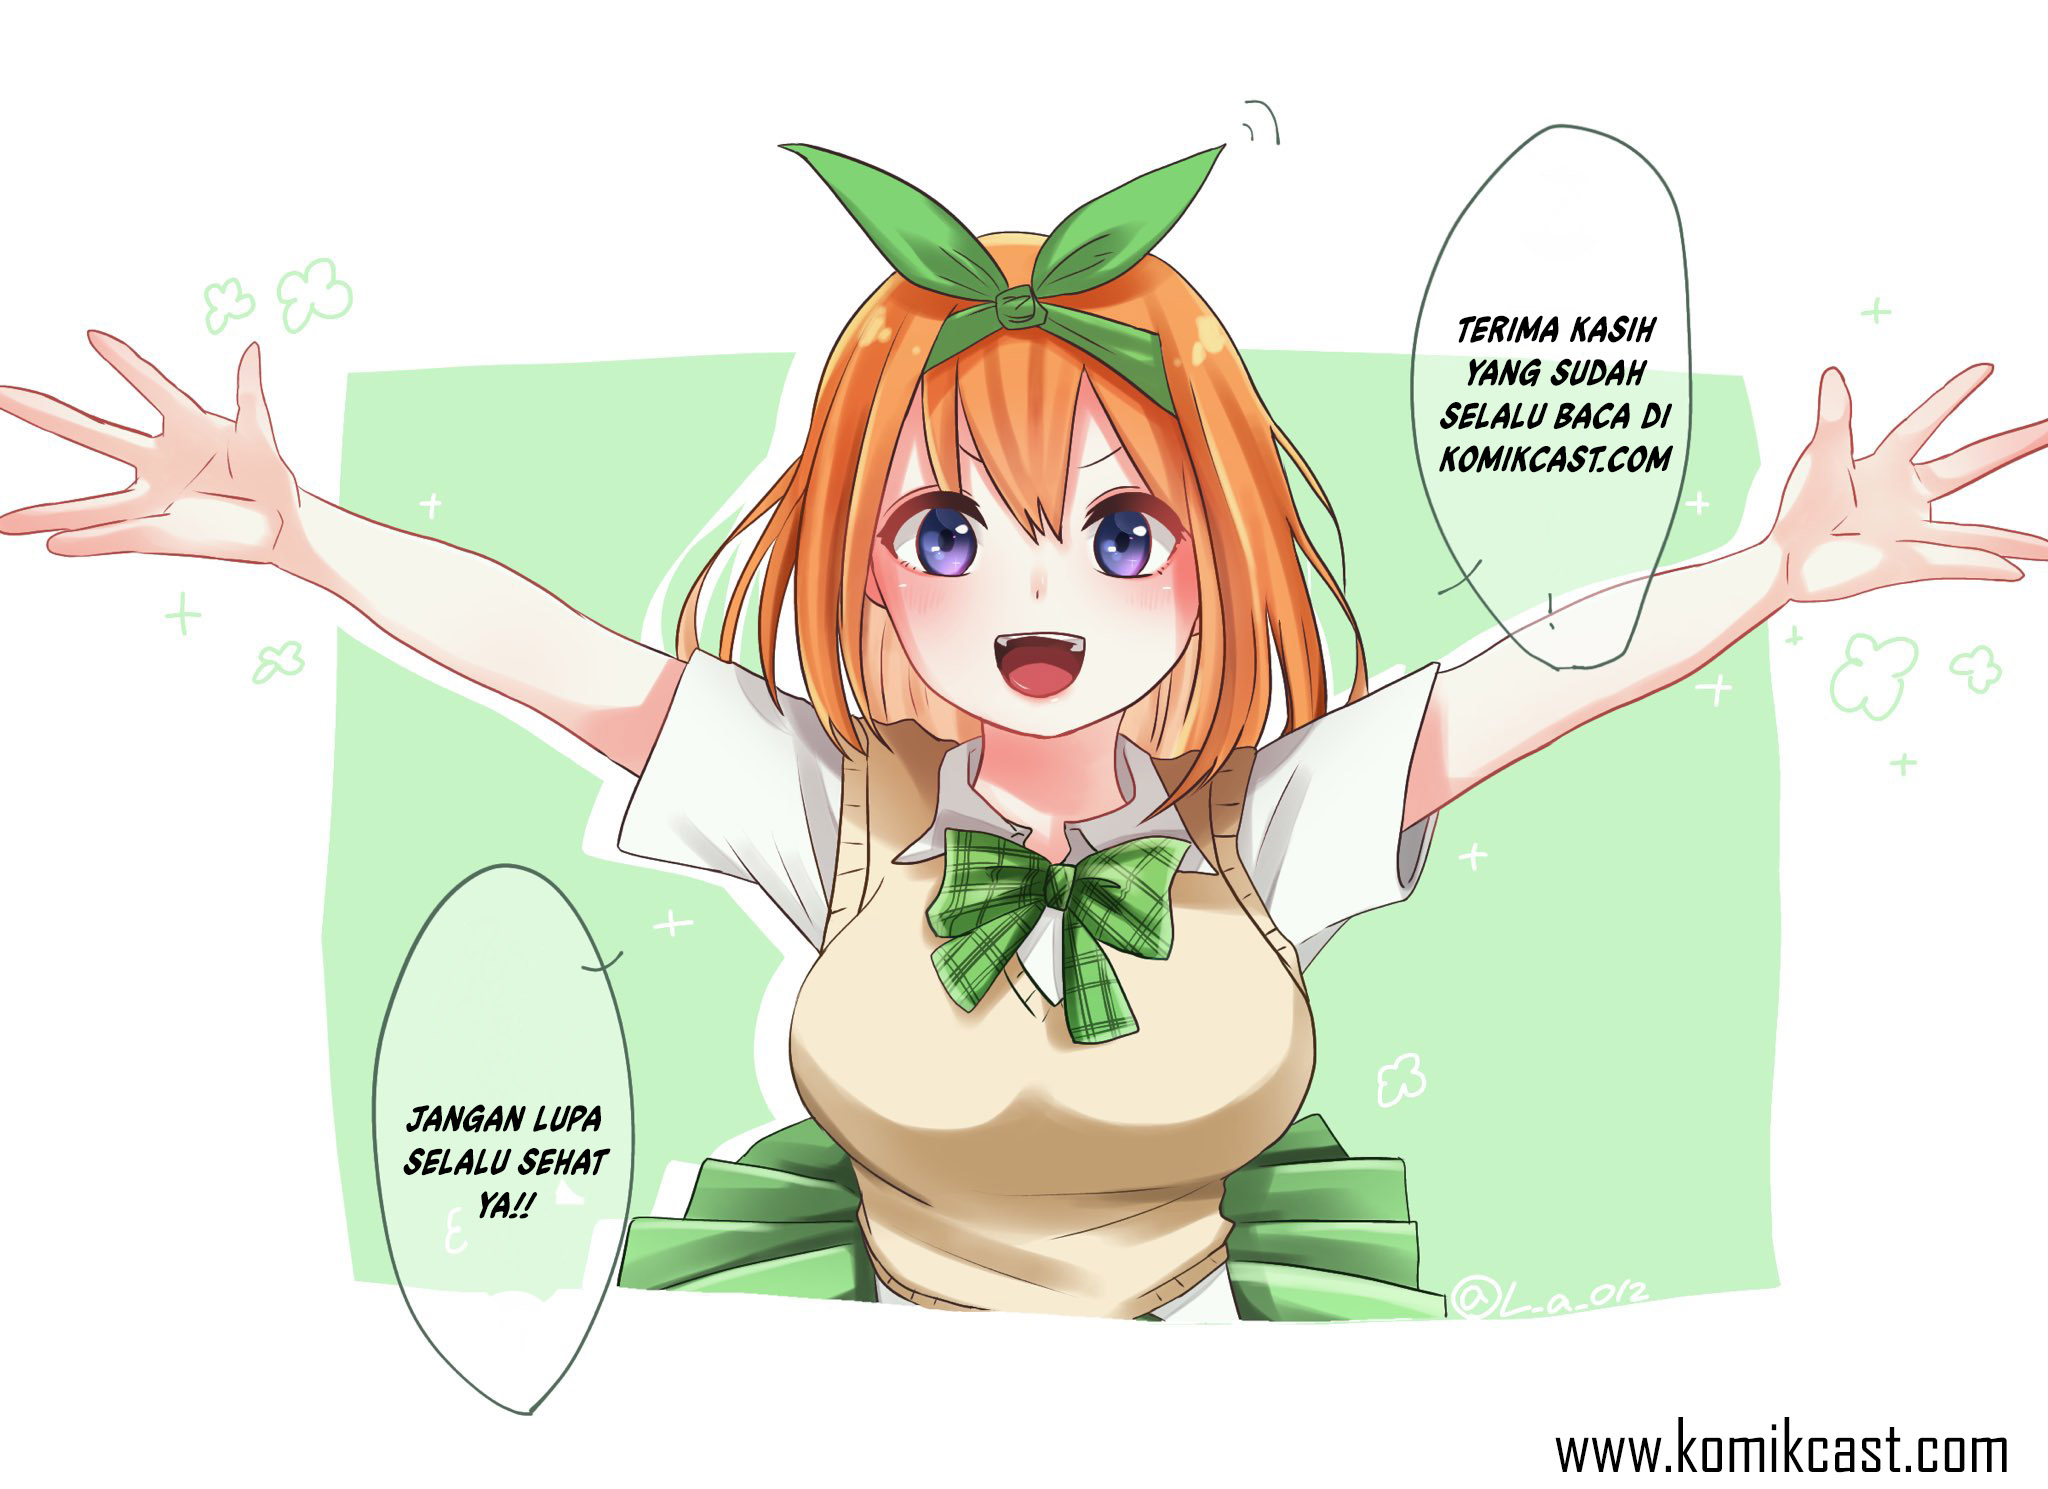 TERIMA KASIH
YANG SUDAH
SELALU BACA DI
KOMIKCAST.COM
JANGAN LUPA
SELALU SEHAT
YA!!
@L_a_012
www.komikcast.com